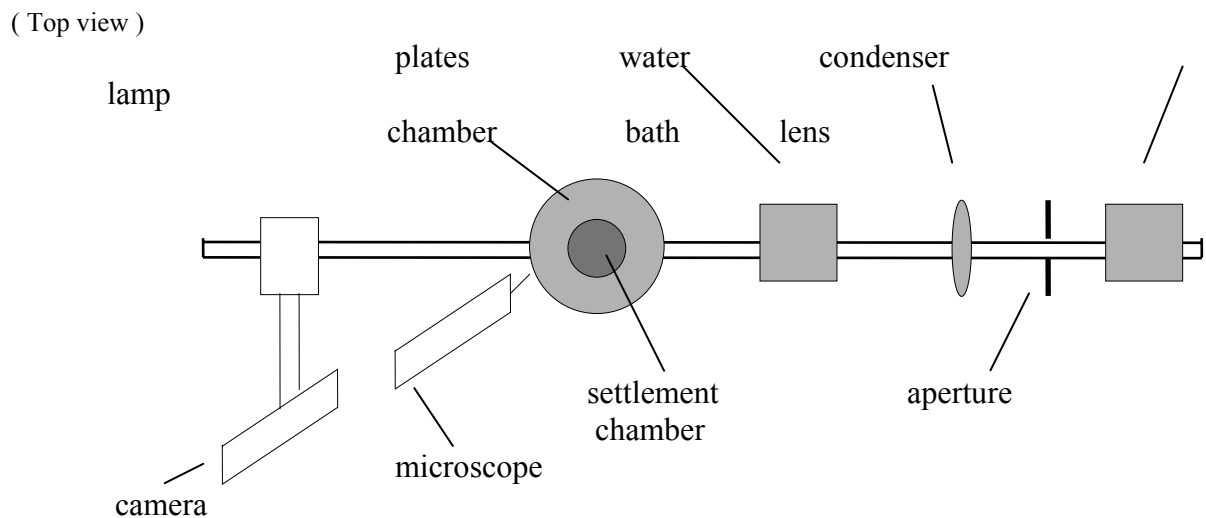 ( Top view )
plates water condenser
lamp
chamber bath lens
settlement aperture
chamber
microscope
camera